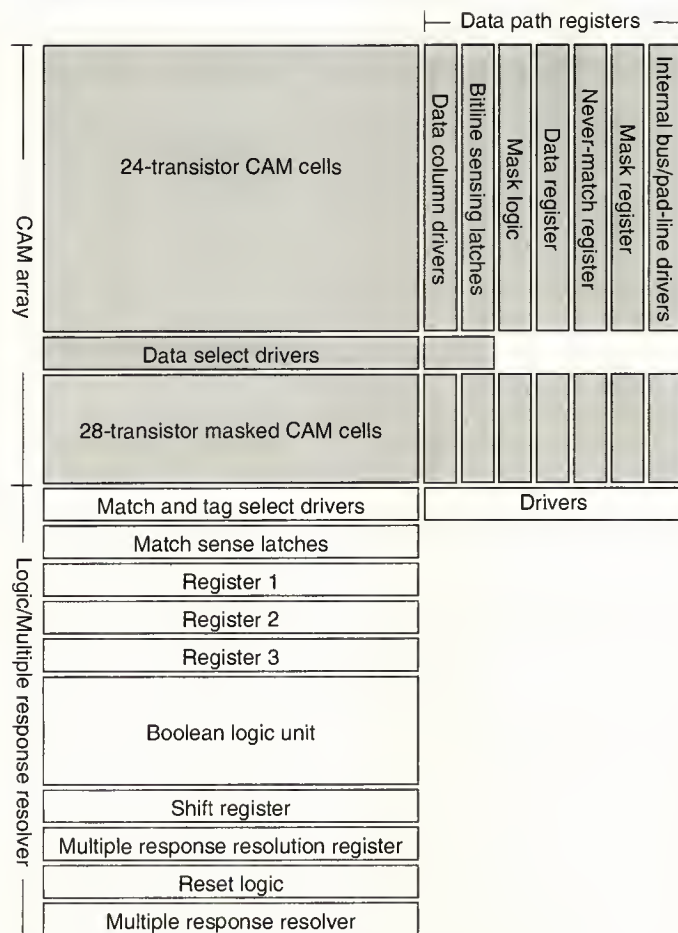 Data path registers
CAM array
24-transistor CAM cells
Data column drivers
Bitline sensing latches
Mask logic
Data register
Never-match register
Mask register
Internal bus/pad-line drivers
Data select drivers
28-transistor masked CAM cells
Match and tag select drivers
Drivers
Logic/Multiple response resolver
Match sense latches
Register 1
Register 2
Register 3
Boolean logic unit
Shift register
Multiple response resolution register
Reset logic
Multiple response resolver